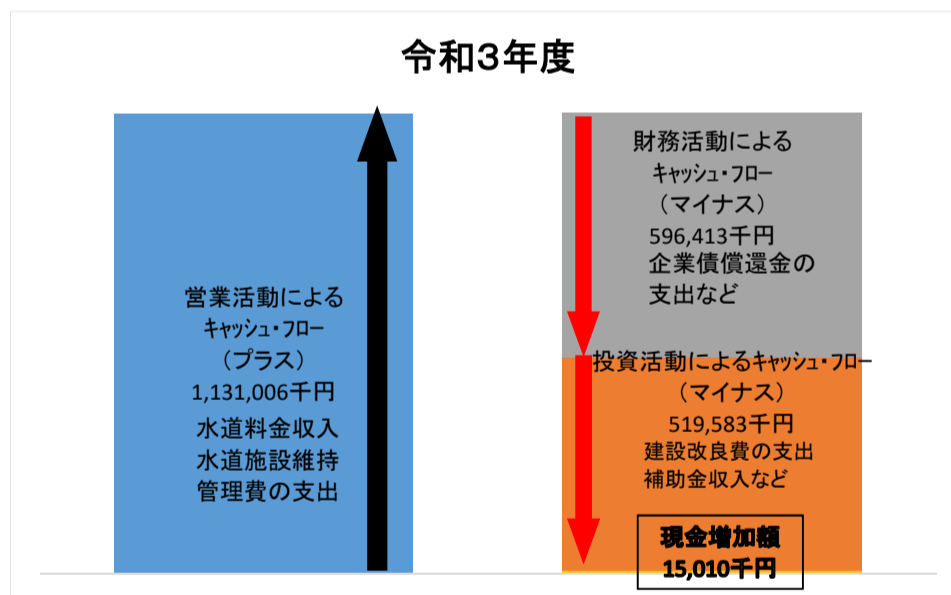 令和3年度
営業活動による
ｷｬｯｼｭ・ﾌﾛｰ
（プラス）
1,131,006千円
水道料金収入
水道施設維持
管理費の支出
財務活動による
ｷｬｯｼｭ・ﾌﾛｰ
（マイナス）
596,413千円
企業債償還金の
支出など
投資活動によるｷｬｯｼｭ・ﾌﾛｰ
（マイナス）
519,583千円
建設改良費の支出
補助金収入など
現金増加額
15,010千円